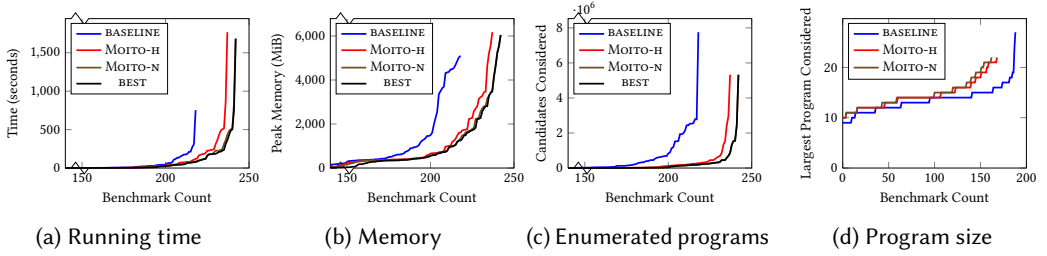 BASELINE
MOITO-H
MOITO-N
BEST
Time (seconds)
1,500
1,000
500
0
150
200
250
Benchmark Count
(a) Running time
BASELINE
MOITO-H
MOITO-N
BEST
Peak Memory (MiB)
6,000
4,000
2,000
0
150
200
250
Benchmark Count
(b) Memory
·10⁶
BASELINE
MOITO-H
MOITO-N
BEST
Candidates Considered
8
6
4
2
0
150
200
250
Benchmark Count
(c) Enumerated programs
BASELINE
MOITO-H
MOITO-N
Largest Program Considered
20
10
0
50
100
150
200
Benchmark Count
(d) Program size